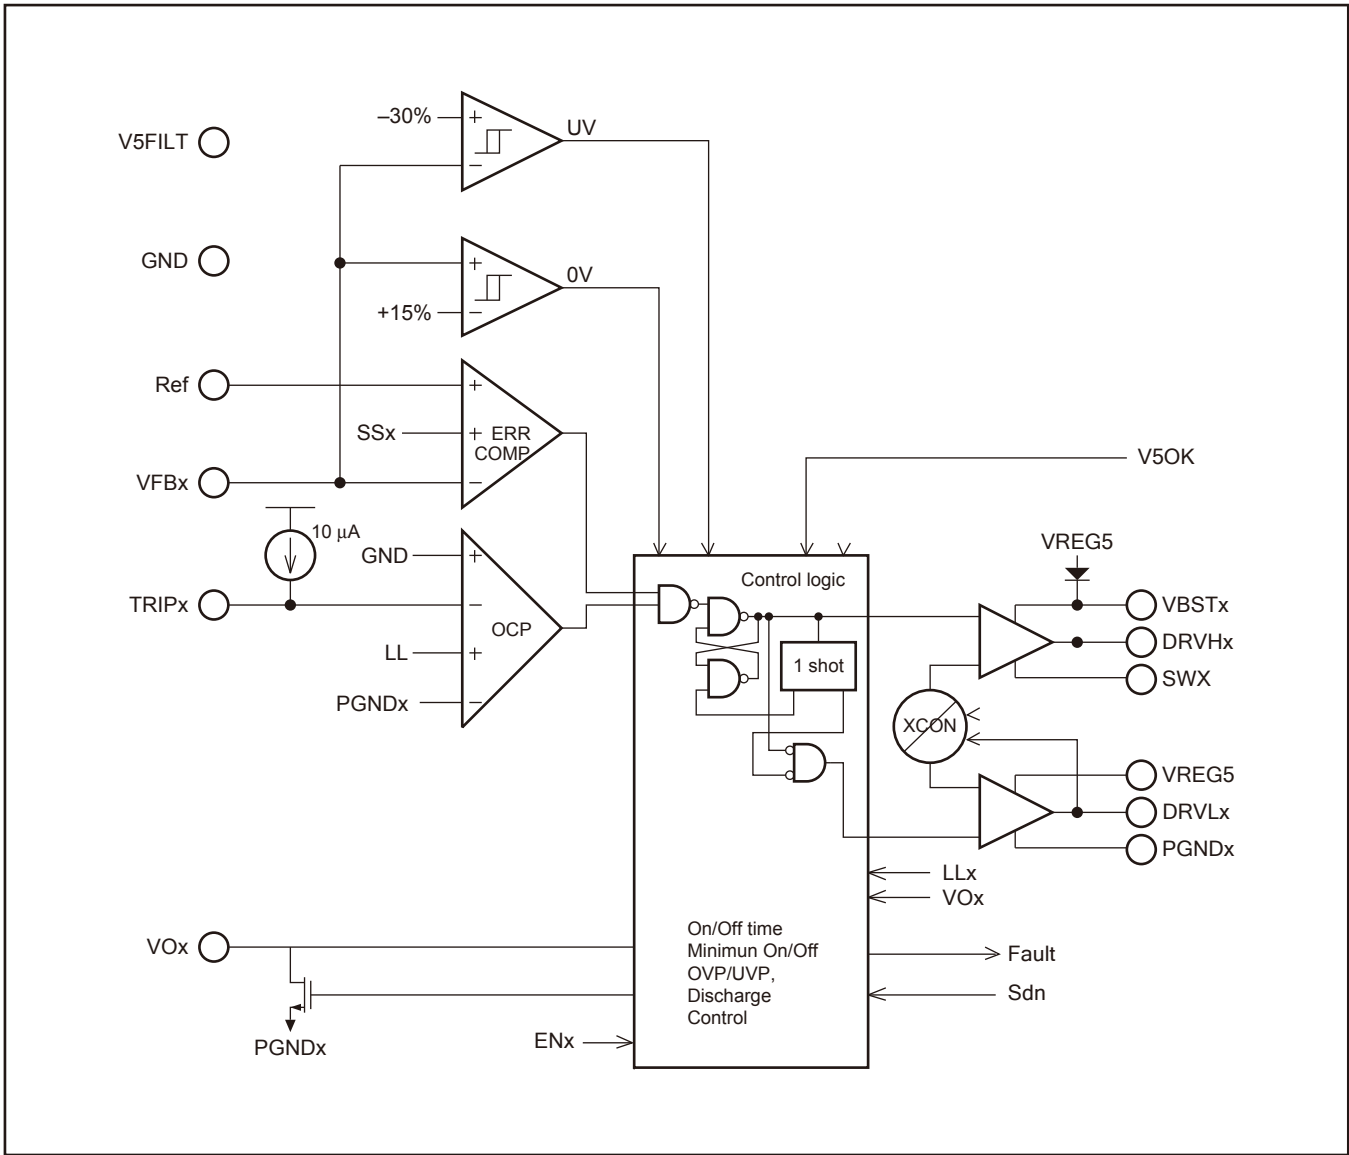 –30%
+
UV
–
V5FILT
GND
+
0V
+15%
–
Ref
+
SSx
+ ERR
COMP
VFBx
–
10 μA
GND
+
TRIPx
–
OCP
LL
+
PGNDx
–
V5OK
Control logic
1 shot
VREG5
VBSTx
DRVHx
SWX
XCON
VREG5
DRVLx
PGNDx
LLx
VOx
On/Off time
Minimun On/Off
OVP/UVP,
Discharge
Control
Fault
Sdn
VOx
PGNDx
ENx